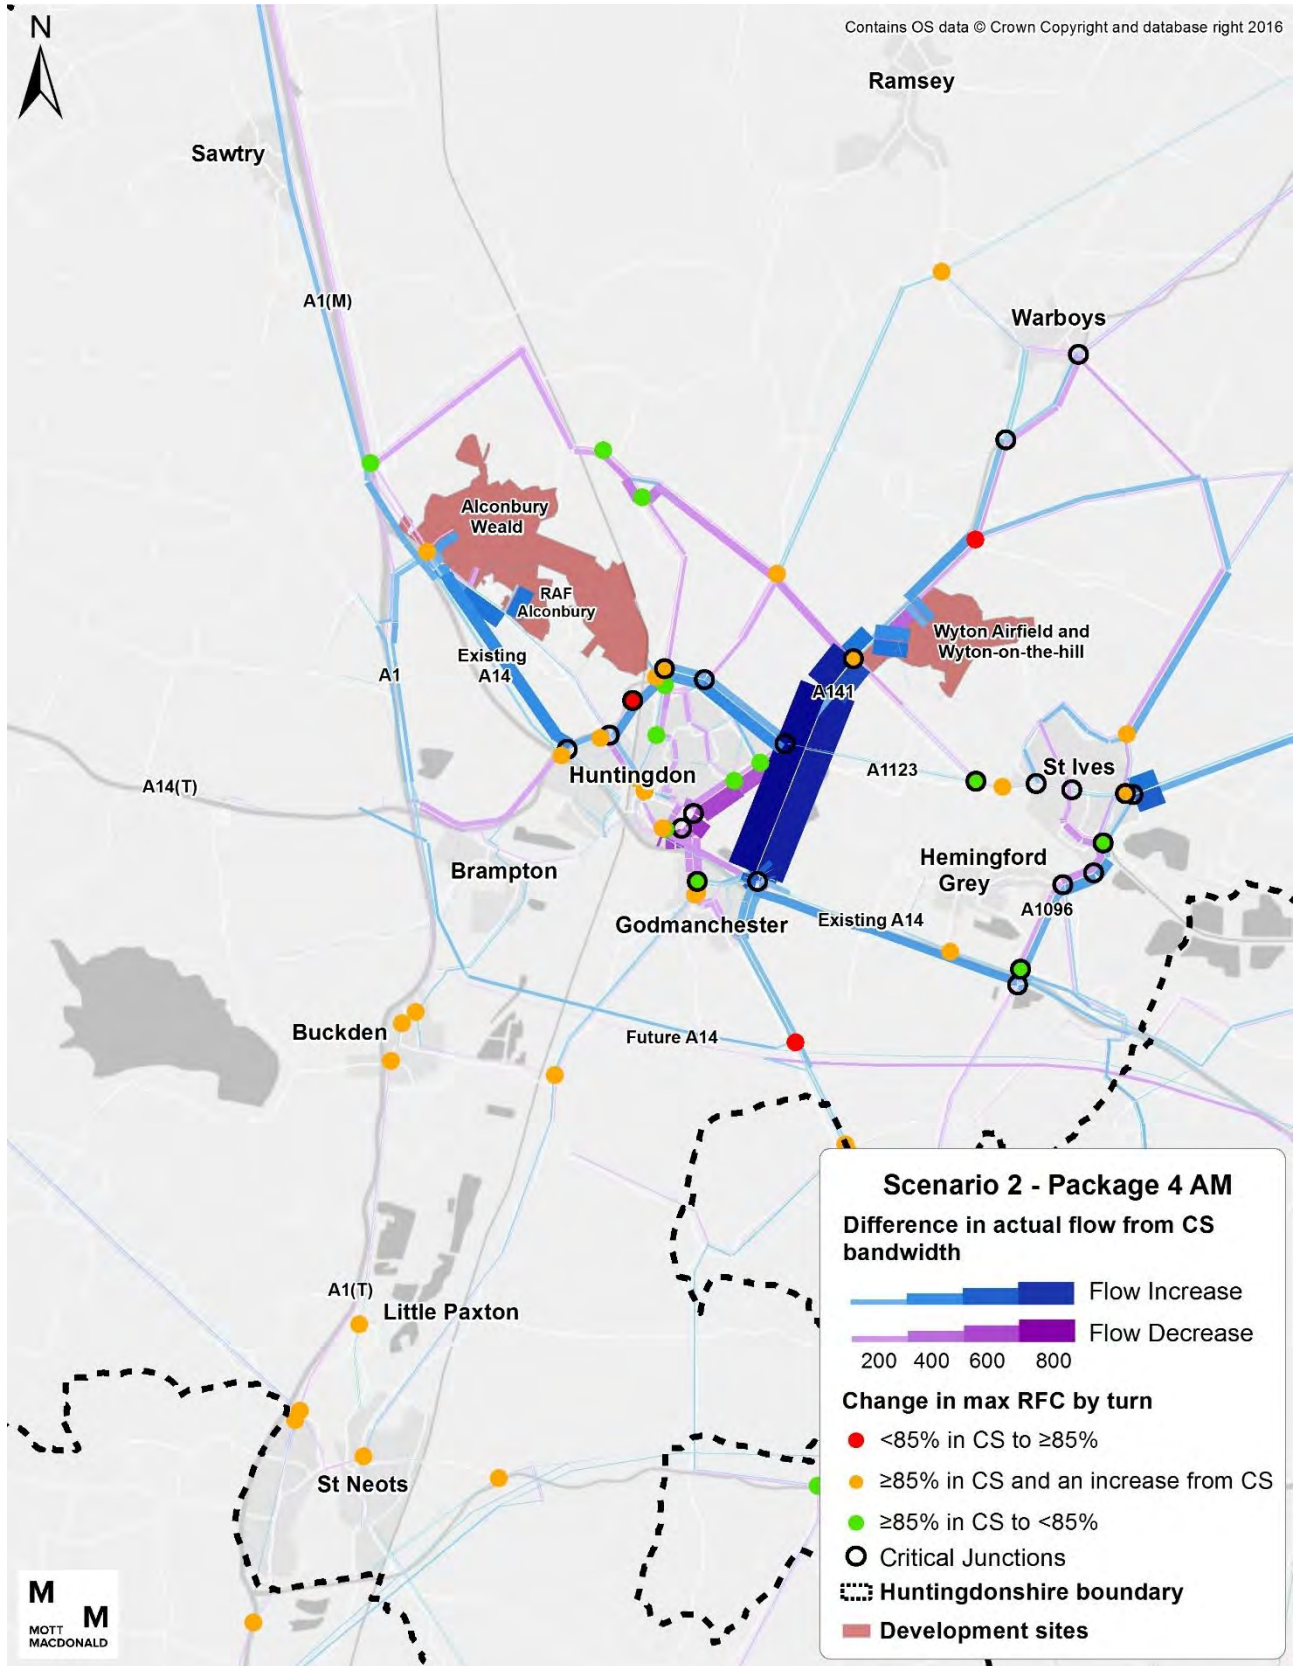 N
Contains OS data © Crown Copyright and database right 2016
Ramsey
Sawtry
A1(M)
Warboys
Alconbury
Weald
RAF
Alconbury
Wyton Airfield and
Wyton-on-the-hill
Existing
A14
A1
A141
A14(T)
Huntingdon
A1123
St Ives
Brampton
Hemingford
Grey
Godmanchester
Existing A14
A1096
Buckden
Future A14
A1(T)
Little Paxton
St Neots
Scenario 2 - Package 4 AM
Difference in actual flow from CS
bandwidth
Flow Increase
Flow Decrease
200 400 600 800
Change in max RFC by turn
<85% in CS to ≥85%
≥85% in CS and an increase from CS
≥85% in CS to <85%
Critical Junctions
Huntingdonshire boundary
Development sites
M
M
MOTT
MACDONALD